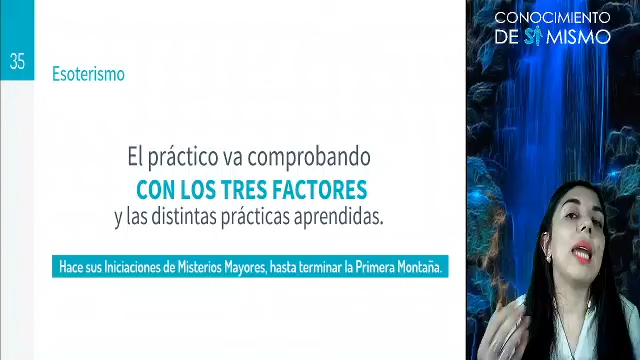 35
Esoterismo
El práctico va comprobando
CON LOS TRES FACTORES
y las distintas prácticas aprendidas.
Hace sus Iniciaciones de Misterios Mayores, hasta terminar la Primera Montaña.
CONOCIMIENTO
DE SÍ MISMO